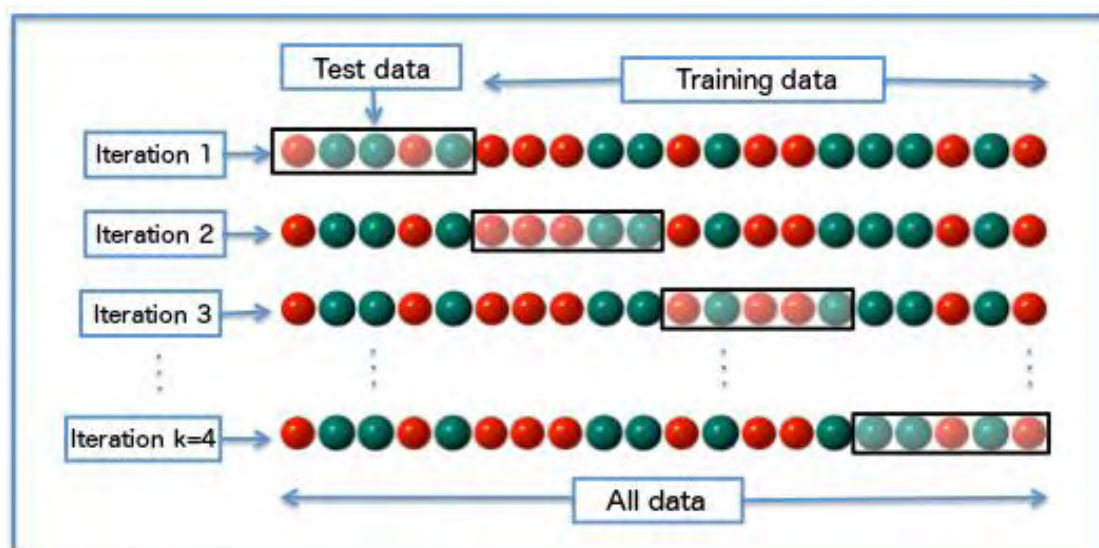 Test data
Training data
Iteration 1
Iteration 2
Iteration 3
Iteration k=4
All data